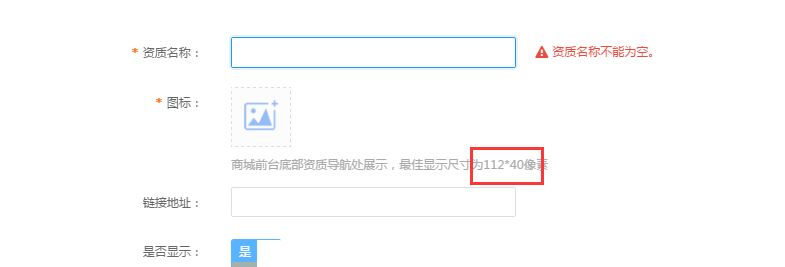 * 资质名称：
资质名称不能为空。
* 图标：
商城前台底部资质导航处展示，最佳显示尺寸为112*40像素
链接地址：
是否显示：
是